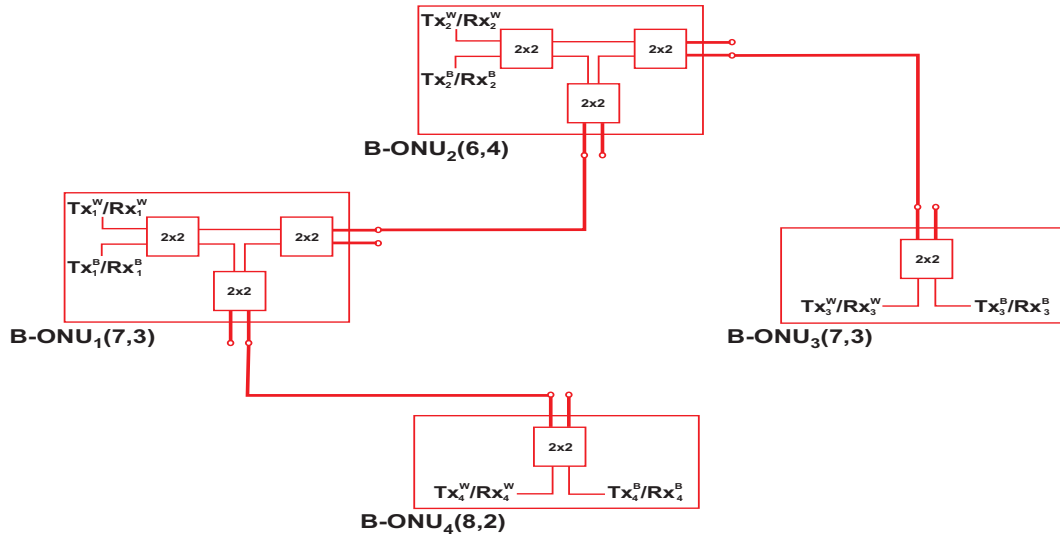 Tx₂ᵂ/Rx₂ᵂ
2x2
2x2
Tx₂ᴮ/Rx₂ᴮ
2x2
B-ONU₂(6,4)
Tx₁ᵂ/Rx₁ᵂ
2x2
2x2
Tx₁ᴮ/Rx₁ᴮ
2x2
B-ONU₁(7,3)
2x2
Tx₃ᵂ/Rx₃ᵂ
Tx₃ᴮ/Rx₃ᴮ
B-ONU₃(7,3)
2x2
Tx₄ᵂ/Rx₄ᵂ
Tx₄ᴮ/Rx₄ᴮ
B-ONU₄(8,2)